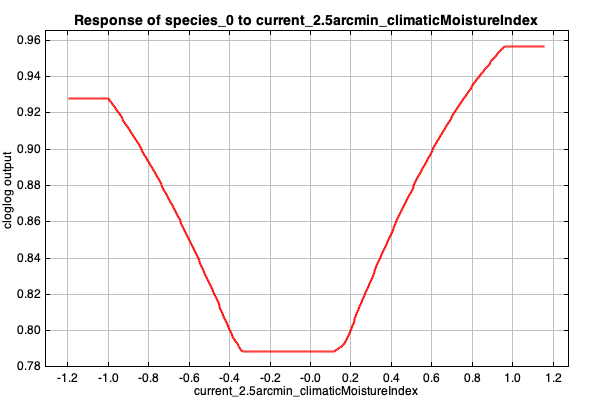 Response of species_0 to current_2.5arcmin_climaticMoistureIndex
cloglog output
0.96
0.94
0.92
0.90
0.88
0.86
0.84
0.82
0.80
0.78
-1.2 -1.0 -0.8 -0.6 -0.4 -0.2 -0.0 0.2 0.4 0.6 0.8 1.0 1.2
current_2.5arcmin_climaticMoistureIndex